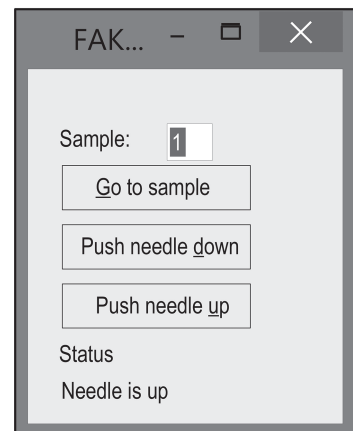 FAK...
Sample: 1
Go to sample
Push needle down
Push needle up
Status
Needle is up